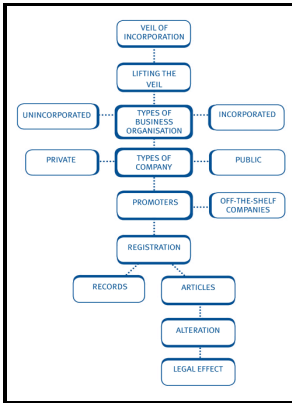 VEIL OF
INCORPORATION
LIFTING THE
VEIL
UNINCORPORATED
TYPES OF
BUSINESS
ORGANISATION
INCORPORATED
PRIVATE
TYPES OF
COMPANY
PUBLIC
PROMOTERS
OFF-THE-SHELF
COMPANIES
REGISTRATION
RECORDS
ARTICLES
ALTERATION
LEGAL EFFECT